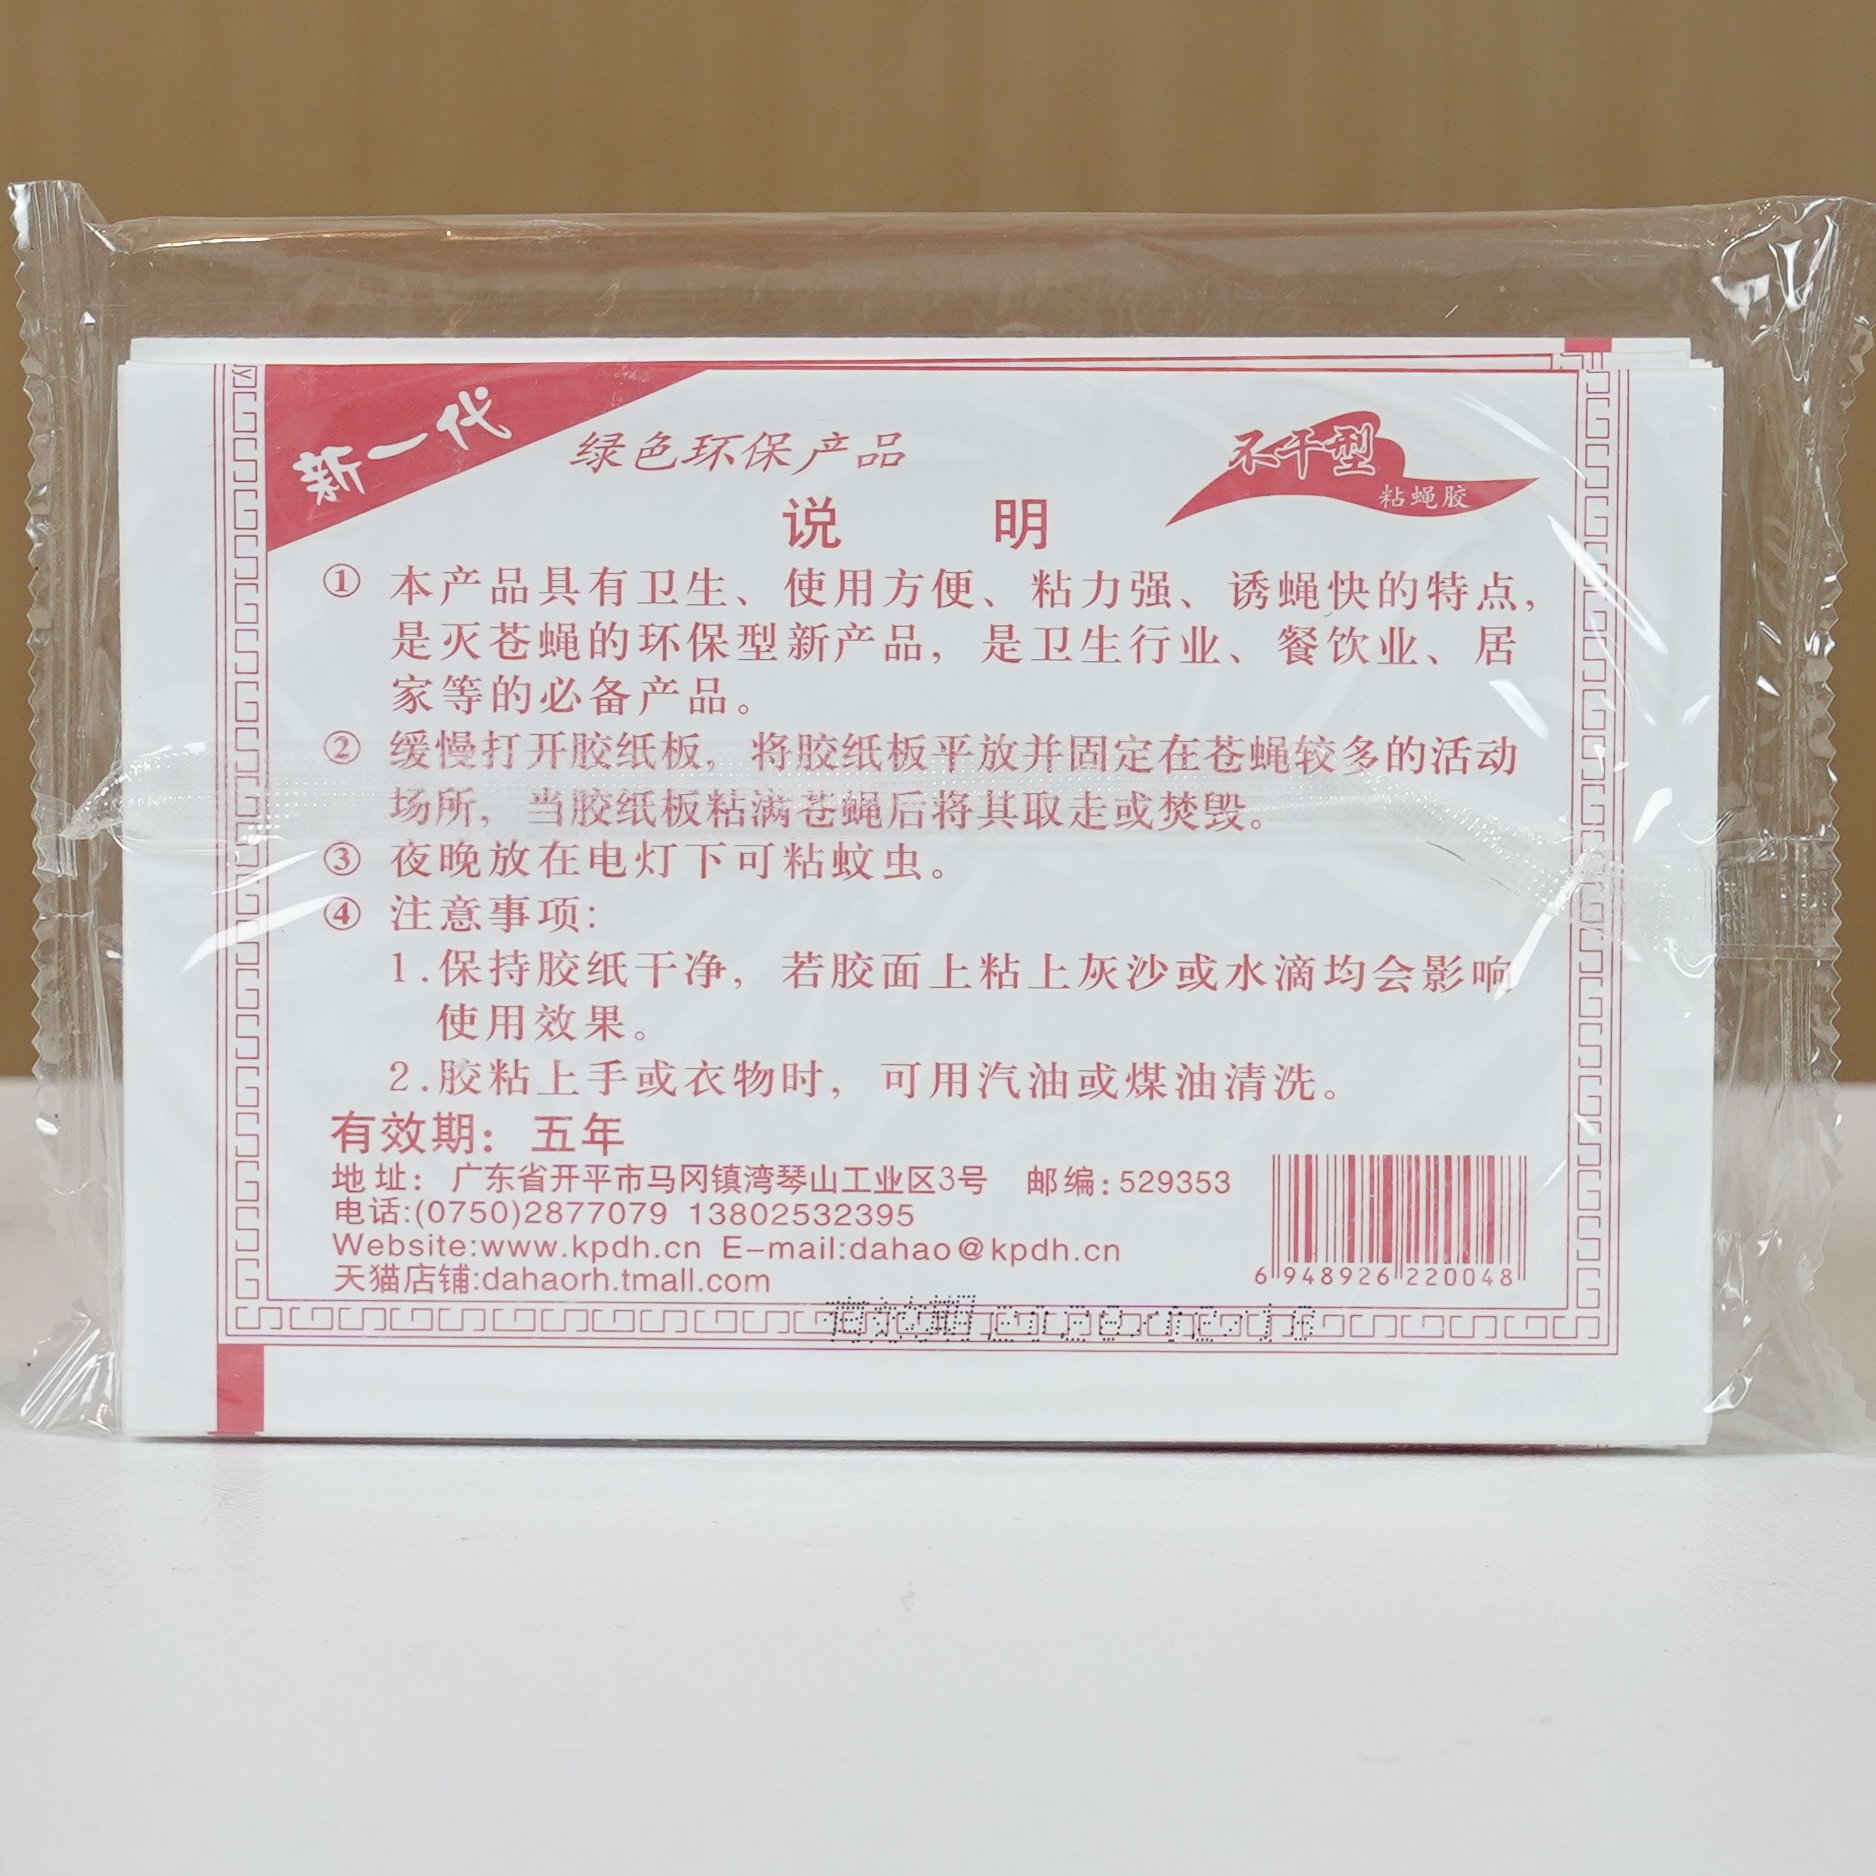 新一代
绿色环保产品
不干型
粘蝇胶
说 明
① 本产品具有卫生、使用方便、粘力强、诱蝇快的特点，
是灭苍蝇的环保型新产品，是卫生行业、餐饮业、居
家等的必备产品。
② 缓慢打开胶纸板，将胶纸板平放并固定在苍蝇较多的活动
场所，当胶纸板粘满苍蝇后将其取走或焚毁。
③ 夜晚放在电灯下可粘蚊虫。
④ 注意事项：
1.保持胶纸干净，若胶面上粘上灰沙或水滴均会影响
使用效果。
2.胶粘上手或衣物时，可用汽油或煤油清洗。
有效期：五年
地址：广东省开平市马冈镇湾琴山工业区3号 邮编：529353
电话:(0750)2877079 13802532395
Website:www.kpdh.cn E-mail:dahao@kpdh.cn
天猫店铺:dahaorh.tmall.com
6 948926 220048